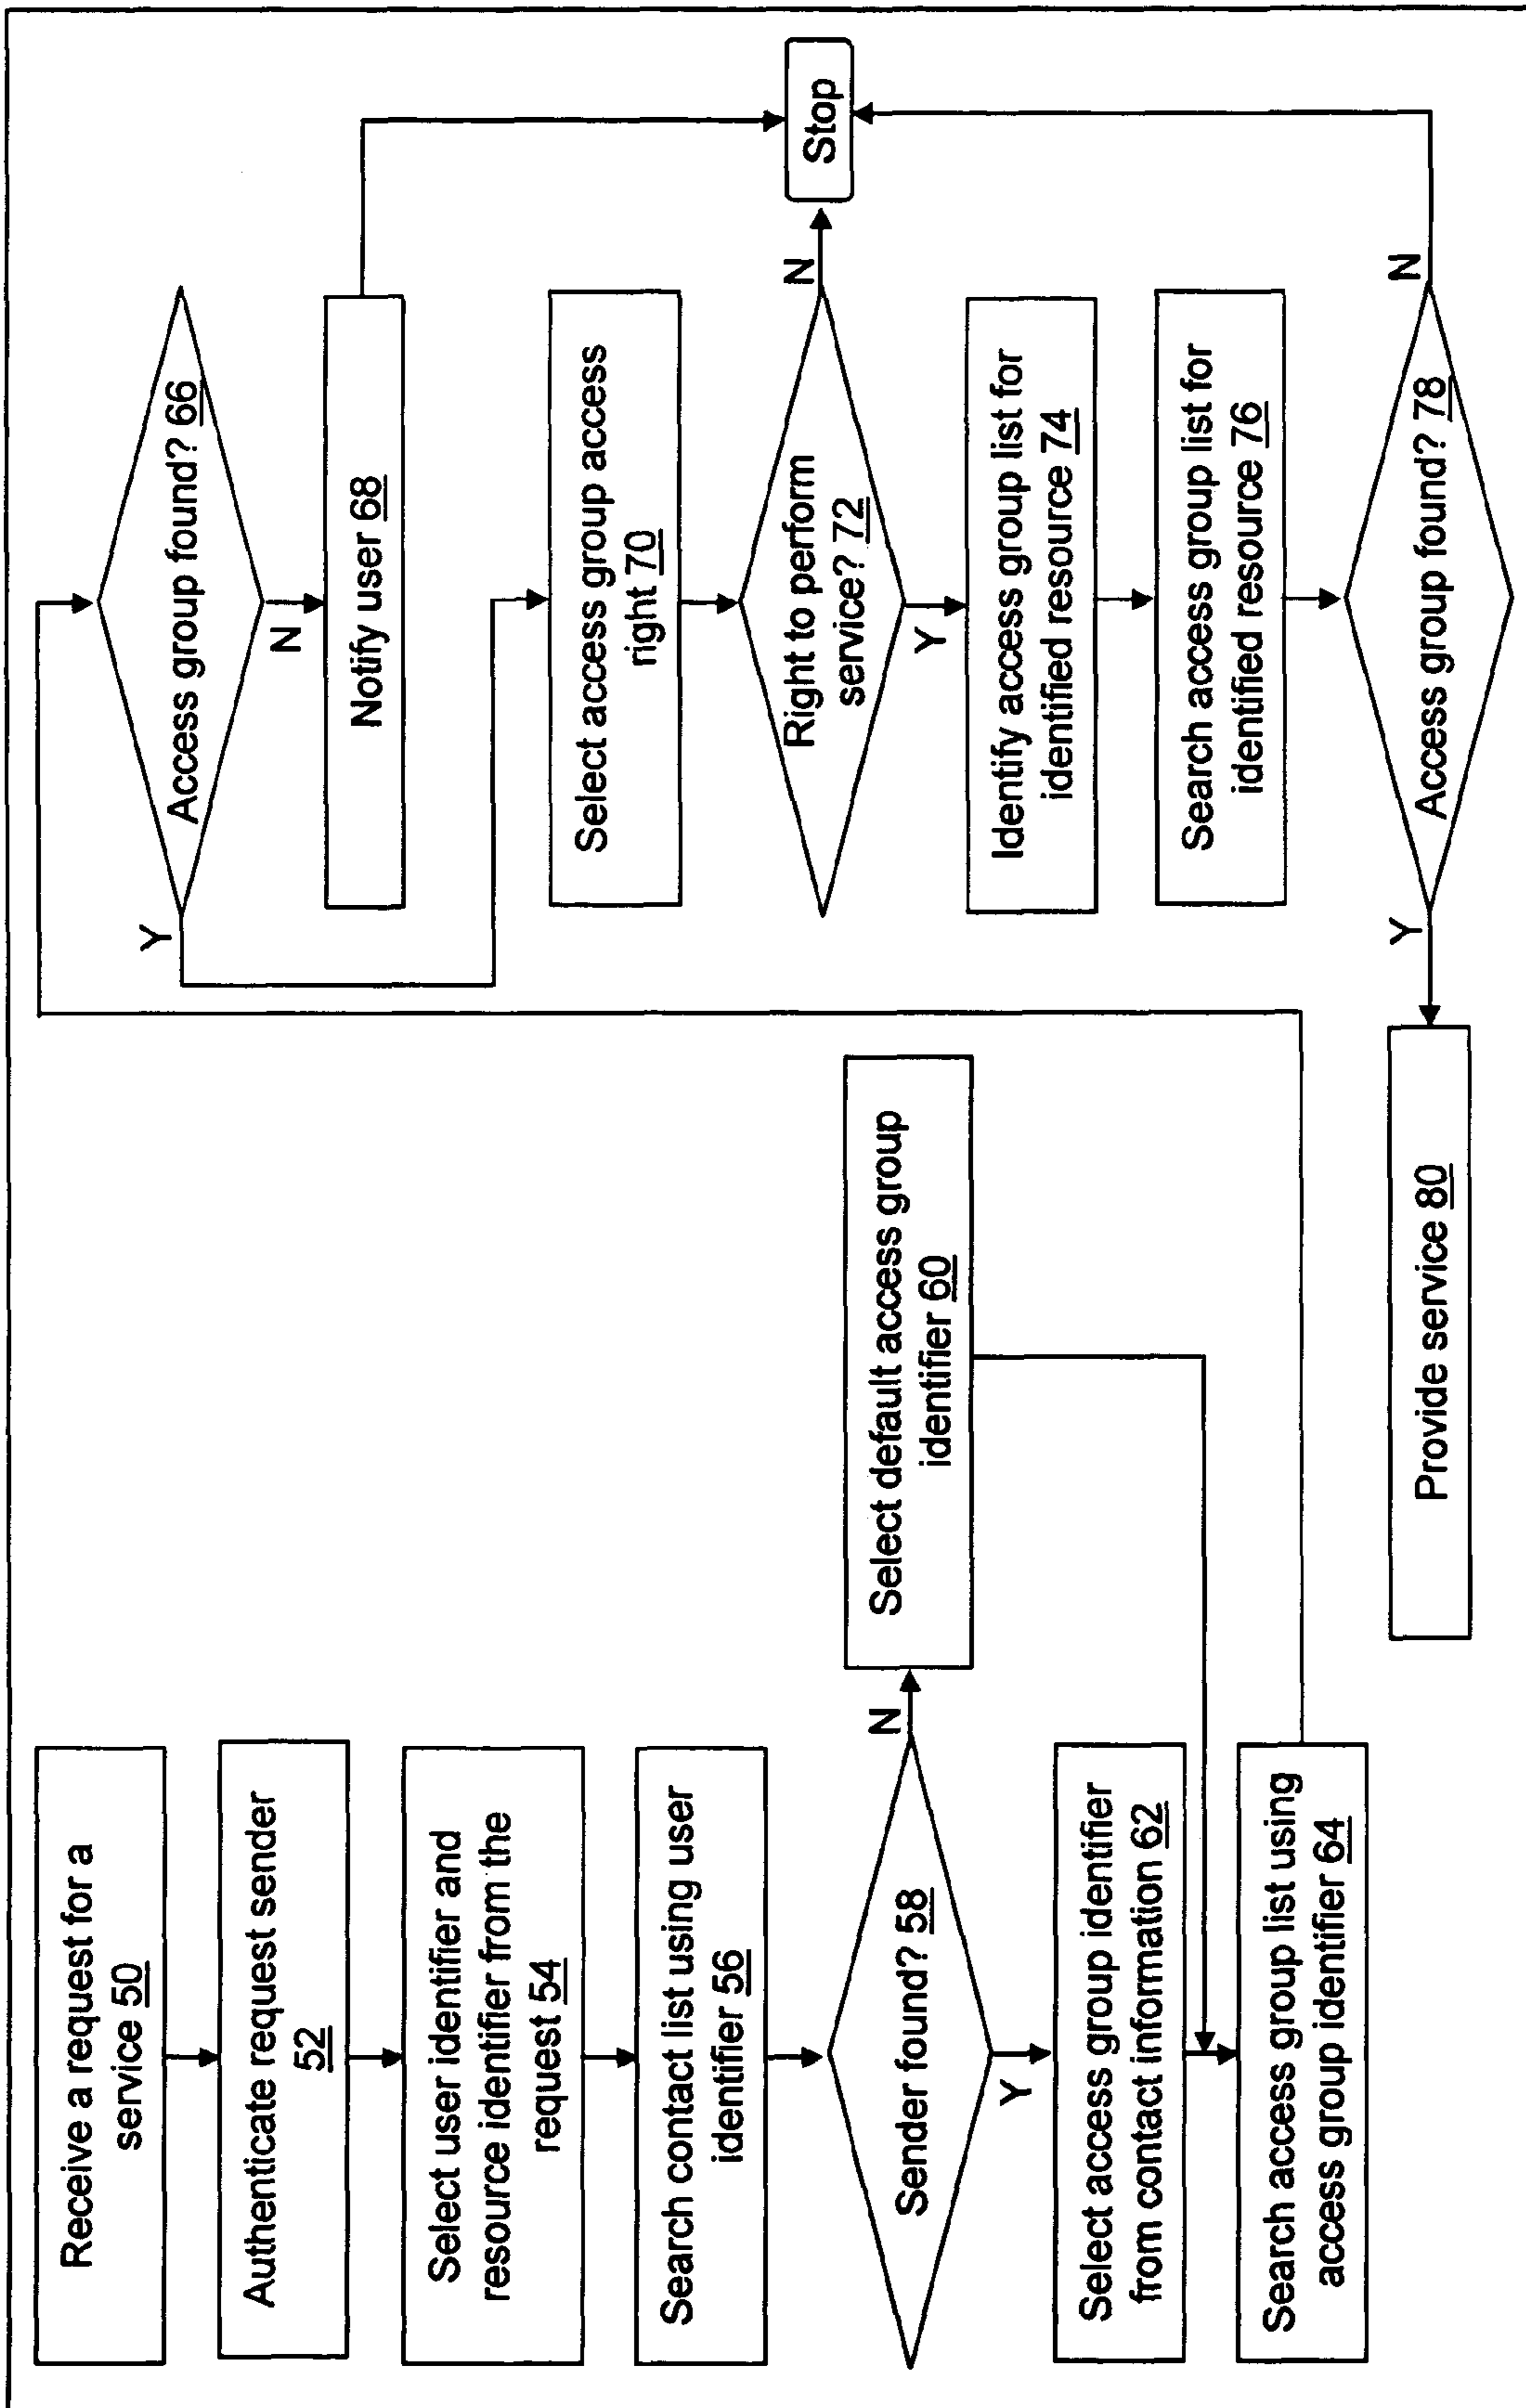 Receive a request for a
service 50
Authenticate request sender
52
Select user identifier and
resource identifier from the
request 54
Search contact list using user
identifier 56
Sender found? 58
N
Y
Select default access group
identifier 60
Select access group identifier
from contact information 62
Search access group list using
access group identifier 64
Access group found? 66
Y
N
Notify user 68
Select access group access
right 70
Right to perform
service? 72
N
Stop
Y
Identify access group list for
identified resource 74
Search access group list for
identified resource 76
Access group found? 78
Y
N
Provide service 80